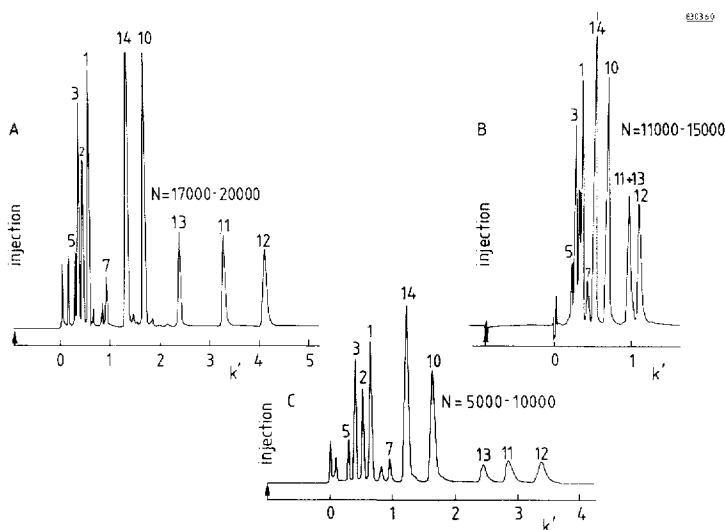 830360
A
injection
5
3
2
1
7
14
10
N=17000-20000
13
11
12
0 1 2 3 4 5
k'
B
injection
5
3
1
7
14
10
N=11000-15000
11+13
12
0 1
k'
C
injection
5
3
2
1
7
14
10
N=5000-10000
13
11
12
0 1 2 3 4
k'